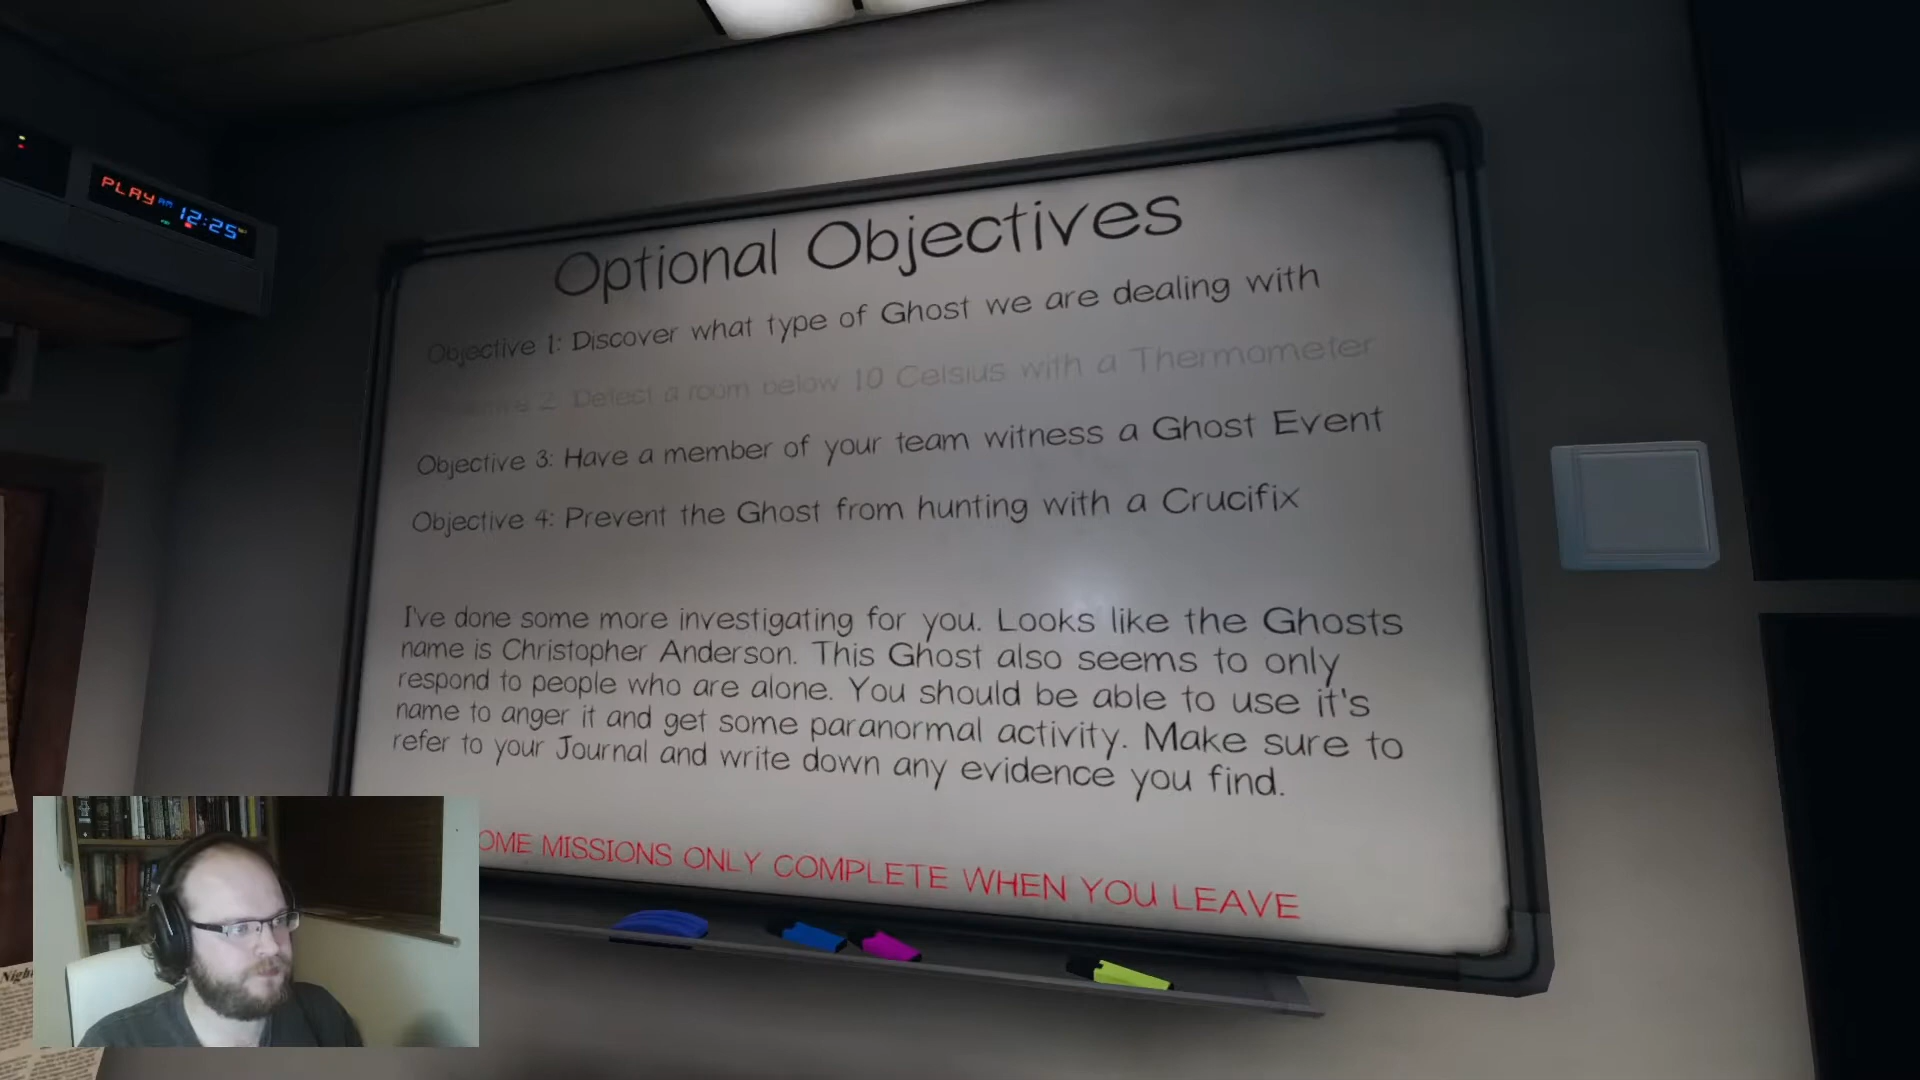 PLAY AM 12:25
Optional Objectives
Objective 1: Discover what type of Ghost we are dealing with
2: Detect a room below 10 Celsius with a Thermometer
Objective 3: Have a member of your team witness a Ghost Event
Objective 4: Prevent the Ghost from hunting with a Crucifix
I've done some more investigating for you. Looks like the Ghosts
name is Christopher Anderson. This Ghost also seems to only
respond to people who are alone. You should be able to use it's
name to anger it and get some paranormal activity. Make sure to
refer to your Journal and write down any evidence you find.
OME MISSIONS ONLY COMPLETE WHEN YOU LEAVE
Nigh